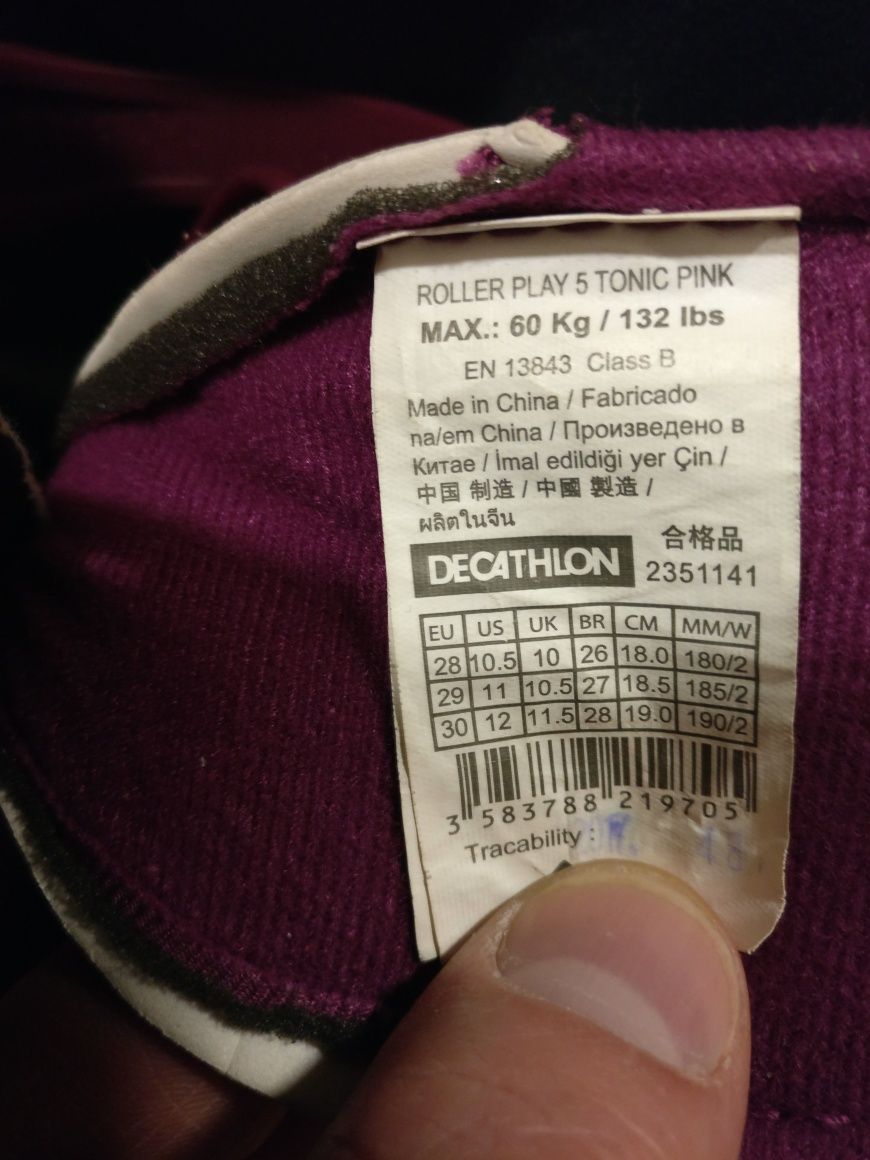 ROLLER PLAY 5 TONIC PINK
MAX.: 60 Kg / 132 lbs
EN 13843 Class B
Made in China / Fabricado
na/em China / Произведено в
Китае / İmal edildiği yer Çin /
中国 制造 / 中國 製造 /
ผลิตในจีน
DECATHLON 合格品
2351141
EU US UK BR CM MM/W
28 10.5 10 26 18.0 180/2
29 11 10.5 27 18.5 185/2
30 12 11.5 28 19.0 190/2
3 583788 219705
Tracability :